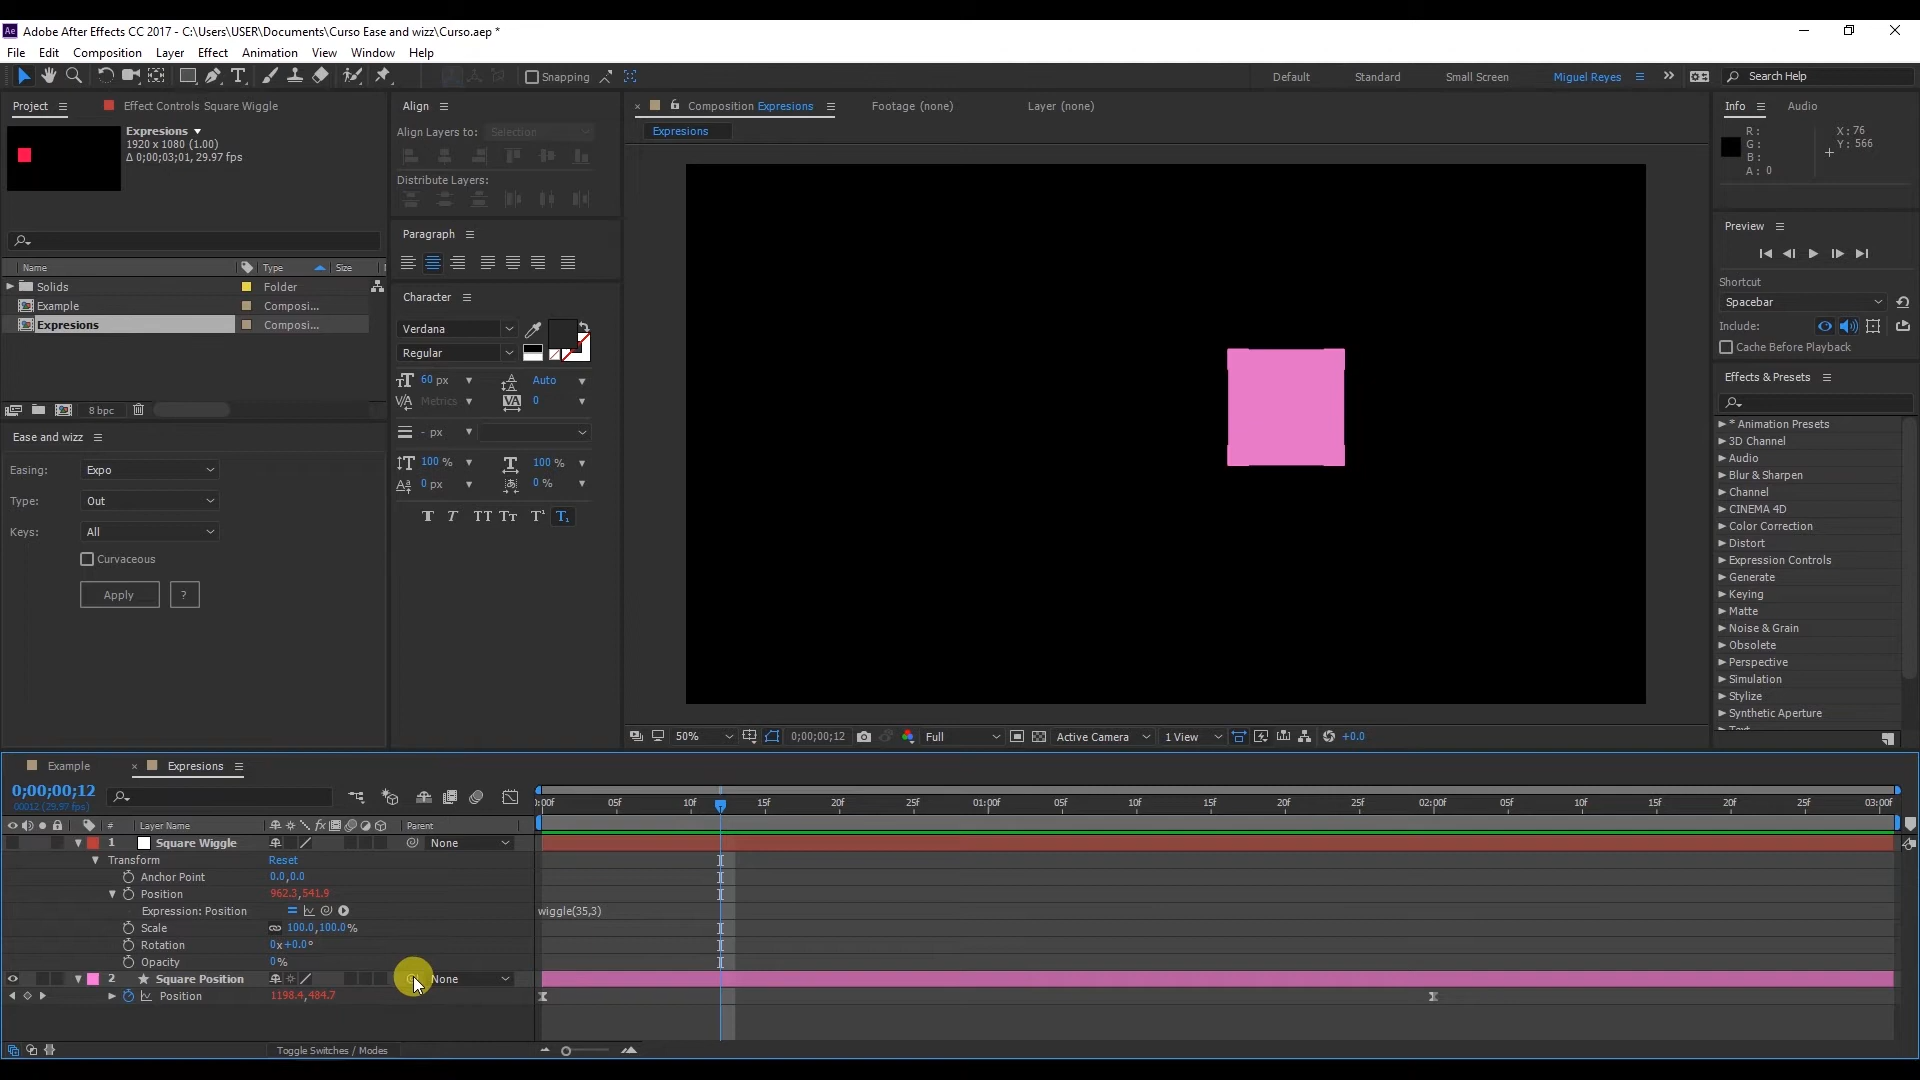 Adobe After Effects CC 2017 - C:\Users\USER\Documents\Curso Ease and wizz\Curso.aep *
File Edit Composition Layer Effect Animation View Window Help
Snapping
Default Standard Small Screen Miguel Reyes Search Help
Project
Effect Controls Square Wiggle
Expresions
1920 x 1080 (1.00)
Δ 0;00;03;01, 29.97 fps
Name Type Size
Solids Folder
Example Composi...
Expresions Composi...
8 bpc
Ease and wizz
Easing: Expo
Type: Out
Keys: All
Curvaceous
Apply ?
Align
Align Layers to: Selection
Distribute Layers:
Paragraph
Character
Verdana
Regular
60 px Auto
Metrics 0
- px
100 % 100 %
0 px 0 %
Composition Expresions Footage (none) Layer (none)
Expresions
50% 0;00;00;12 Full Active Camera 1 View +0.0
Info Audio
R: X: 76
G: Y: 566
B:
A: 0
Preview
Shortcut
Spacebar
Include:
Cache Before Playback
Effects & Presets
* Animation Presets
3D Channel
Audio
Blur & Sharpen
Channel
CINEMA 4D
Color Correction
Distort
Expression Controls
Generate
Keying
Matte
Noise & Grain
Obsolete
Perspective
Simulation
Stylize
Synthetic Aperture
Example Expresions
0;00;00;12
00012 (29.97 fps)
:00f 05f 10f 15f 20f 25f 01:00f 05f 10f 15f 20f 25f 02:00f 05f 10f 15f 20f 25f 03:00f
# Layer Name Parent
1 Square Wiggle None
Transform Reset
Anchor Point 0.0,0.0
Position 962.3,541.9
Expression: Position wiggle(35,3)
Scale 100.0,100.0%
Rotation 0x+0.0°
Opacity 0%
2 Square Position None
Position 1198.4,484.7
Toggle Switches / Modes